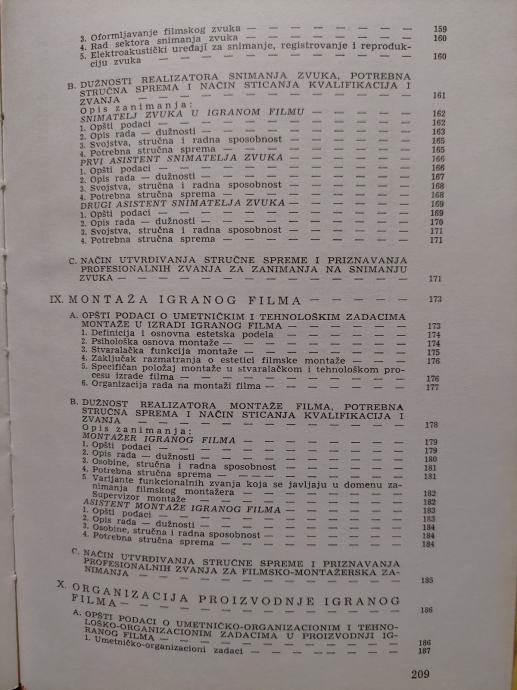 3. Oformljavanje filmskog zvuka — — — — — — — — 159
4. Rad sektora snimanja zvuka — — — — — — — — 160
5. Elektroakustički uređaji za snimanje, registrovanje i reproduk-
ciju zvuka — — — — — — — — — — — 160
B. DUŽNOSTI REALIZATORA SNIMANJA ZVUKA, POTREBNA
STRUČNA SPREMA I NAČIN STICANJA KVALIFIKACIJA I
ZVANJA — — — — — — — — — — — — 161
Opis zanimanja:
SNIMATELJ ZVUKA U IGRANOM FILMU — — — — — 162
1. Opšti podaci — — — — — — — — — — — 162
2. Opis rada — dužnosti — — — — — — — — — 163
3. Svojstva, stručna i radna sposobnost — — — — — — 165
4. Potrebna stručna sprema — — — — — — — — 165
PRVI ASISTENT SNIMATELJA ZVUKA — — — — — — 166
1. Opšti podaci — — — — — — — — — — — 166
2. Opis rada — dužnosti — — — — — — — — — 167
3. Svojstva, stručna i radna sposobnost — — — — — — 168
4. Potrebna stručna sprema — — — — — — — — 168
DRUGI ASISTENT SNIMATELJA ZVUKA — — — — — — 169
1. Opšti podaci — — — — — — — — — — — 169
2. Opis rada — dužnosti — — — — — — — — — 170
3. Svojstva, stručna i radna sposobnost — — — — — — 171
4. Potrebna stručna sprema — — — — — — — — 171
C. NAČIN UTVRĐIVANJA STRUČNE SPREME I PRIZNAVANJA
PROFESIONALNIH ZVANJA ZA ZANIMANJA NA SNIMANJU
ZVUKA — — — — — — — — — — — — 171
IX. MONTAŽA IGRANOG FILMA — — — — — 173
A. OPŠTI PODACI O UMETNIČKIM I TEHNOLOŠKIM ZADACIMA
MONTAŽE U IZRADI IGRANOG FILMA — — — — — — 173
1. Definicija i osnovna estetska podela — — — — — — 174
2. Psihološka osnova montaže — — — — — — — — 174
3. Stvaralačka funkcija montaže — — — — — — — 175
4. Zaključak razmatranja o estetici filmske montaže — — — 176
5. Specifičan položaj montaže u stvaralačkom i tehnološkom pro-
cesu izrade filma — — — — — — — — — — 176
6. Organizacija rada na montaži filma — — — — — — 177
B. DUŽNOST REALIZATORA MONTAŽE FILMA, POTREBNA
STRUČNA SPREMA I NAČIN STICANJA KVALIFIKACIJA I
ZVANJA — — — — — — — — — — — — 178
Opis zanimanja:
MONTAŽER IGRANOG FILMA — — — — — — — — 179
1. Opšti podaci — — — — — — — — — — — 179
2. Opis rada — dužnosti — — — — — — — — — 180
3. Osobine, stručna i radna sposobnost — — — — — — 181
4. Potrebna stručna sprema — — — — — — — — 181
5. Varijante funkcionalnih zvanja koja se javljaju u domenu za-
nimanja filmskog montažera — — — — — — — — 182
Supervizor montaže — — — — — — — — — — 182
ASISTENT MONTAŽE IGRANOG FILMA — — — — — — 183
1. Opšti podaci — — — — — — — — — — — 183
2. Opis rada — dužnosti — — — — — — — — — 184
3. Osobine, stručna i radna sposobnost — — — — — — 184
4. Potrebna stručna sprema — — — — — — — — 184
C. NAČIN UTVRĐIVANJA STRUČNE SPREME I PRIZNAVANJA
PROFESIONALNIH ZVANJA ZA FILMSKO-MONTAŽERSKA ZA-
NIMANJA — — — — — — — — — — — — 185
X. ORGANIZACIJA PROIZVODNJE IGRANOG
FILMA — — — — — — — — — — — — 186
A. OPŠTI PODACI O UMETNIČKO-ORGANIZACIONIM I TEHNO-
LOŠKO-ORGANIZACIONIM ZADACIMA U PROIZVODNJI IG-
RANOG FILMA — — — — — — — — — — — 186
1. Umetničko-organizacioni zadaci — — — — — — — 187
209